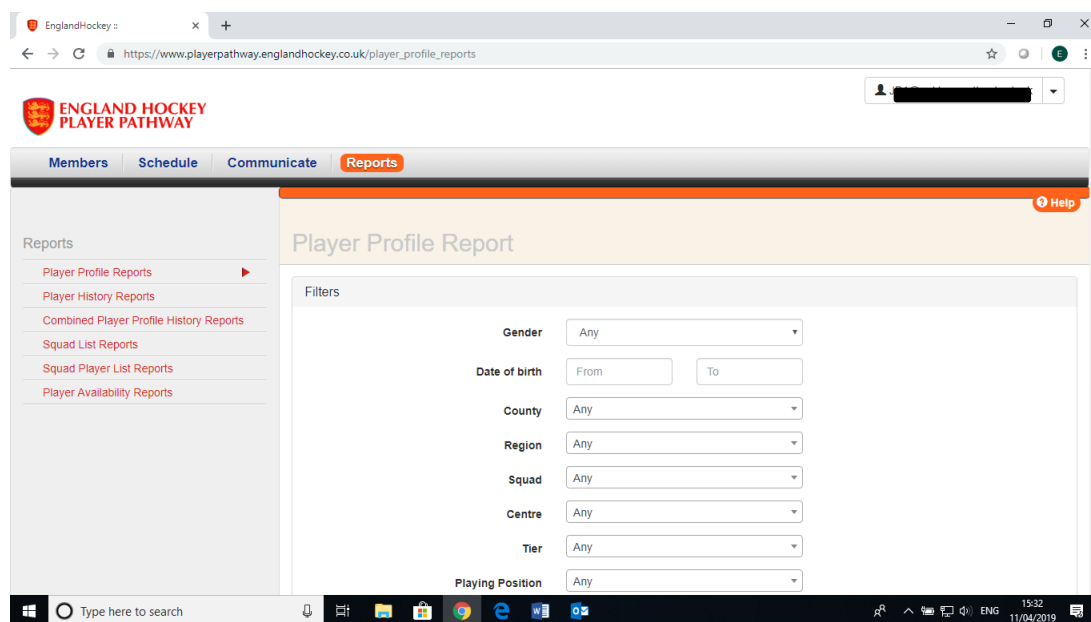 EnglandHockey ::
https://www.playerpathway.englandhockey.co.uk/player_profile_reports
E
ENGLAND HOCKEY
PLAYER PATHWAY
Members Schedule Communicate Reports
? Help
Reports
Player Profile Reports
Player History Reports
Combined Player Profile History Reports
Squad List Reports
Squad Player List Reports
Player Availability Reports
Player Profile Report
Filters
Gender Any
Date of birth From To
County Any
Region Any
Squad Any
Centre Any
Tier Any
Playing Position Any
Type here to search
ENG
15:32
11/04/2019